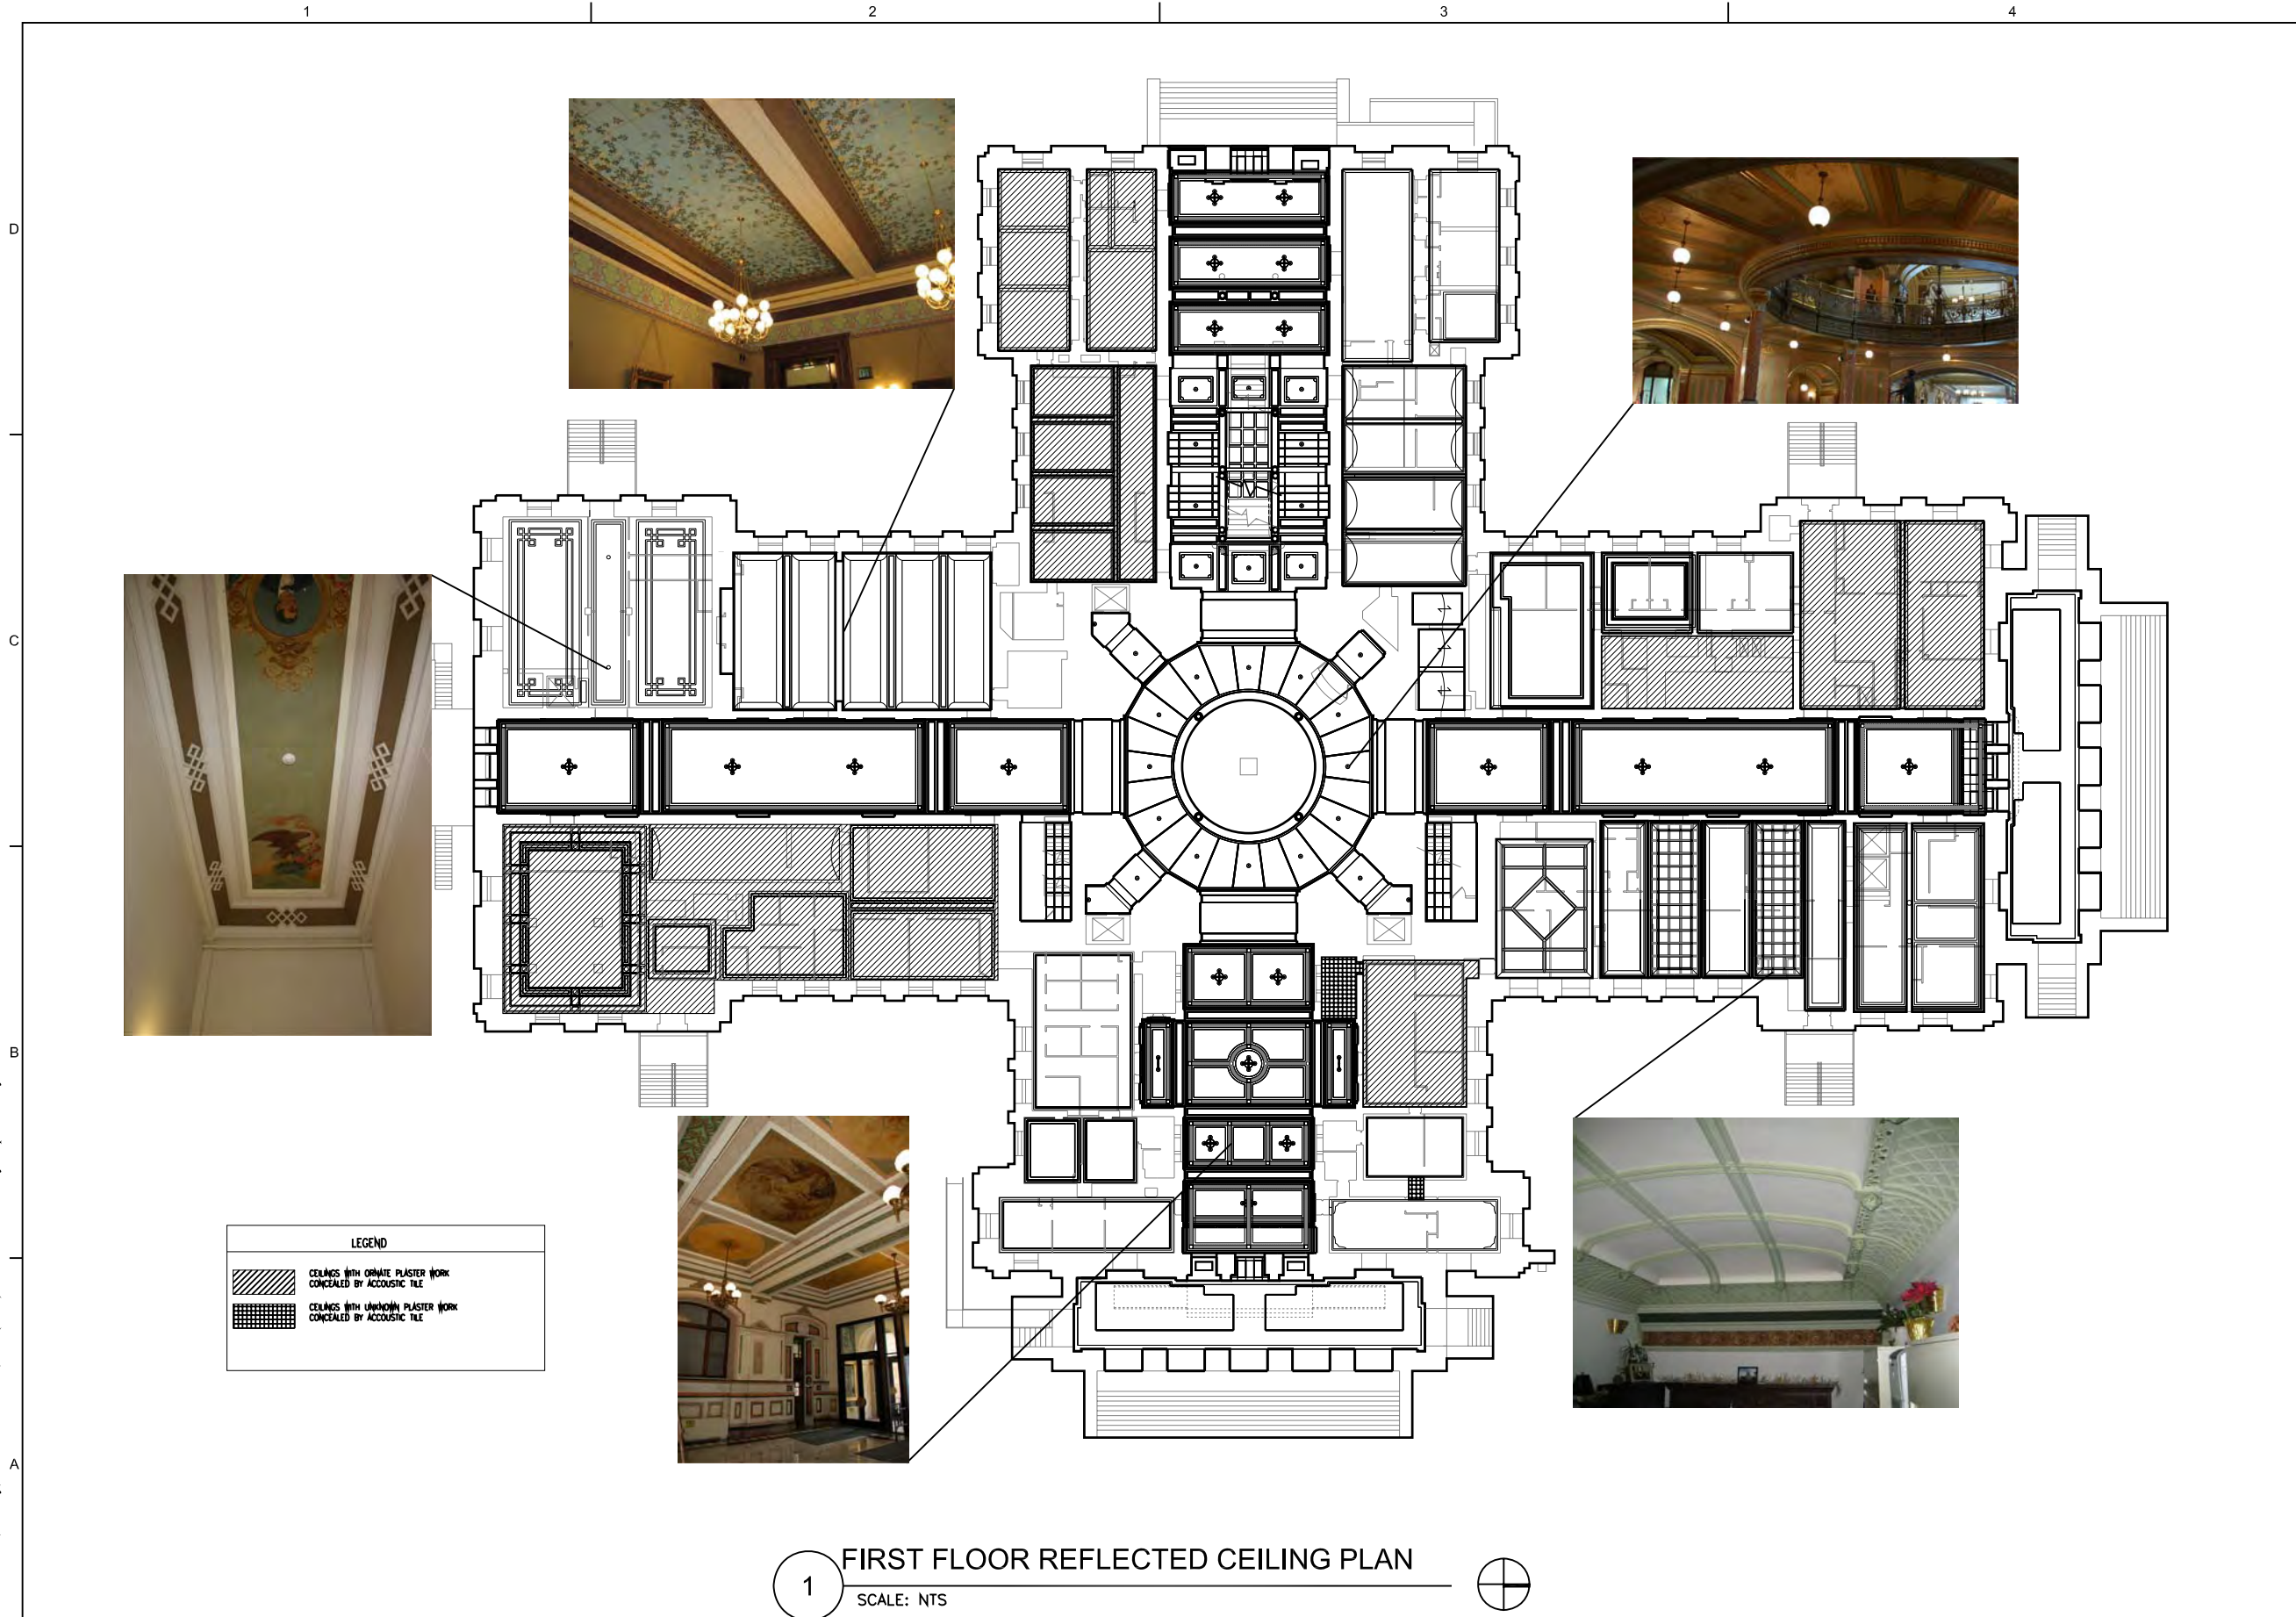 1 2 3 4
D
C
B
A
LEGEND
CEILINGS WITH ORNATE PLASTER WORK
CONCEALED BY ACCOUSTIC TILE
CEILINGS WITH UNKNOWN PLASTER WORK
CONCEALED BY ACCOUSTIC TILE
1 FIRST FLOOR REFLECTED CEILING PLAN
SCALE: NTS